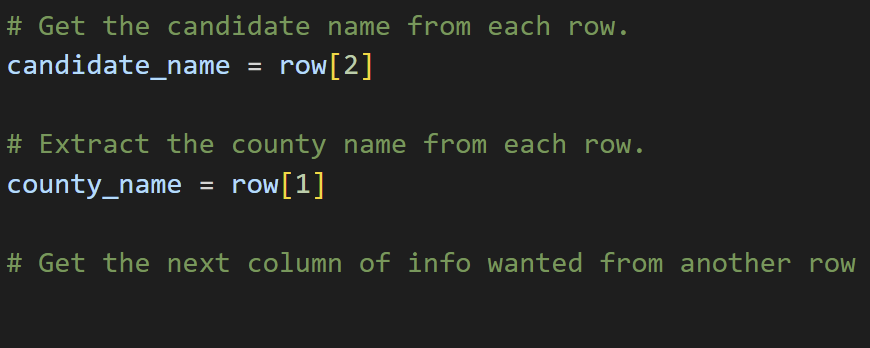 # Get the candidate name from each row.
candidate_name = row[2]
# Extract the county name from each row.
county_name = row[1]
# Get the next column of info wanted from another row